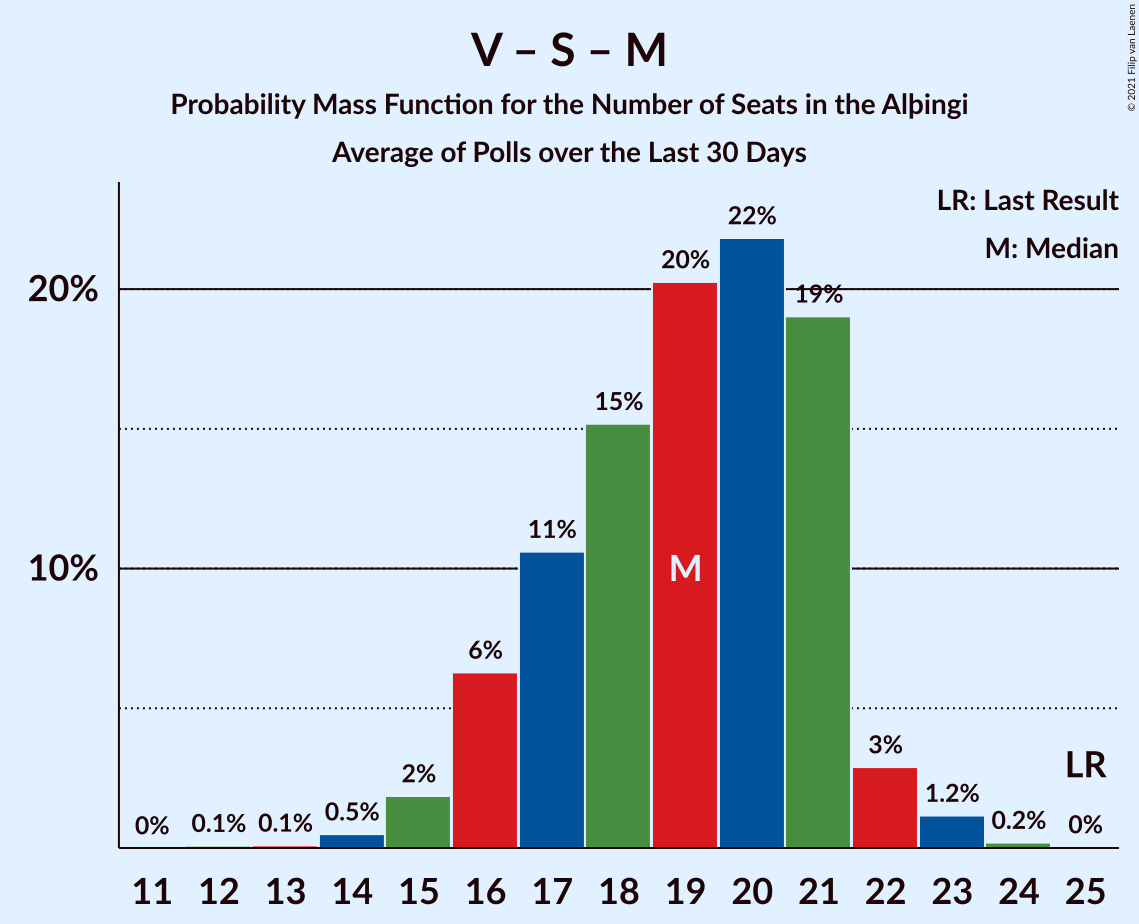 V – S – M
Probability Mass Function for the Number of Seats in the Alþingi
Average of Polls over the Last 30 Days
© 2021 Filip van Laenen
LR: Last Result
M: Median
20%
10%
0%
0.1%
0.1%
0.5%
2%
6%
11%
15%
20%
22%
19%
3%
1.2%
0.2%
0%
M
LR
11 12 13 14 15 16 17 18 19 20 21 22 23 24 25